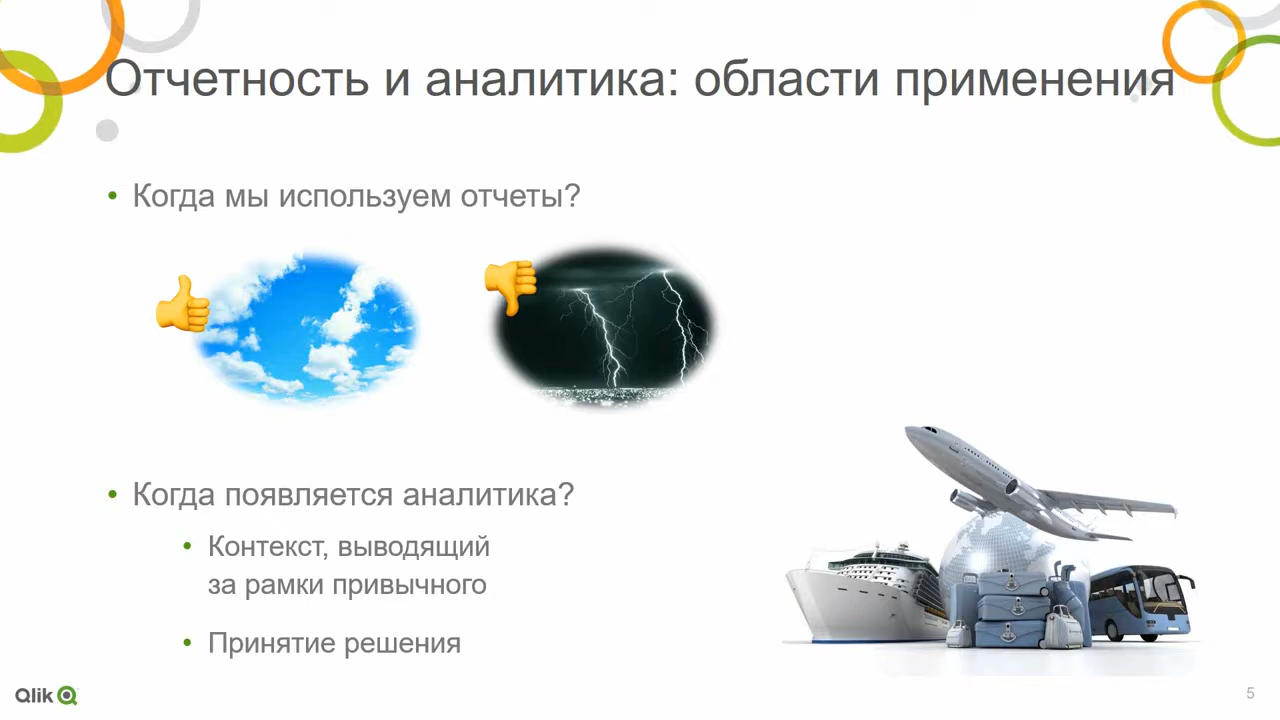 Отчетность и аналитика: области применения
• Когда мы используем отчеты?
• Когда появляется аналитика?
• Контекст, выводящий
за рамки привычного
• Принятие решения
Qlik
5